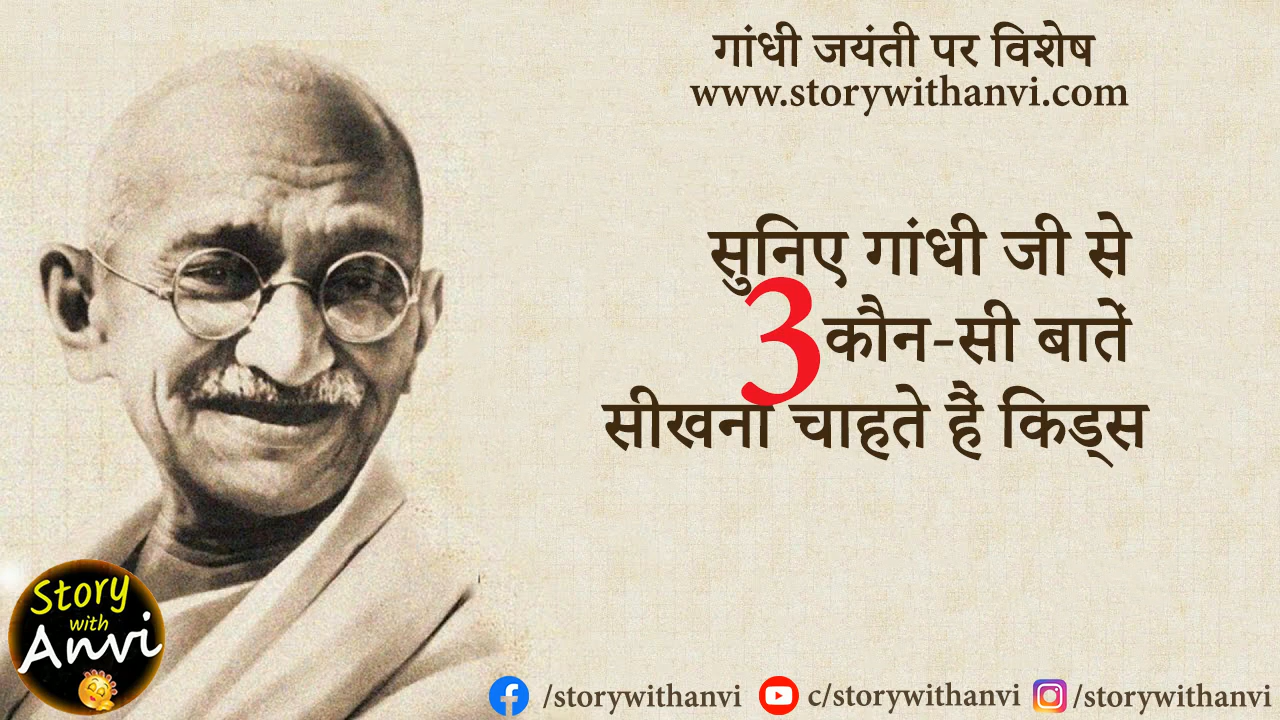 गांधी जयंती पर विशेष
www.storywithanvi.com
सुनिए गांधी जी से
3 कौन-सी बातें
सीखना चाहते हैं किड्स
Story
with
Anvi
/storywithanvi c/storywithanvi /storywithanvi